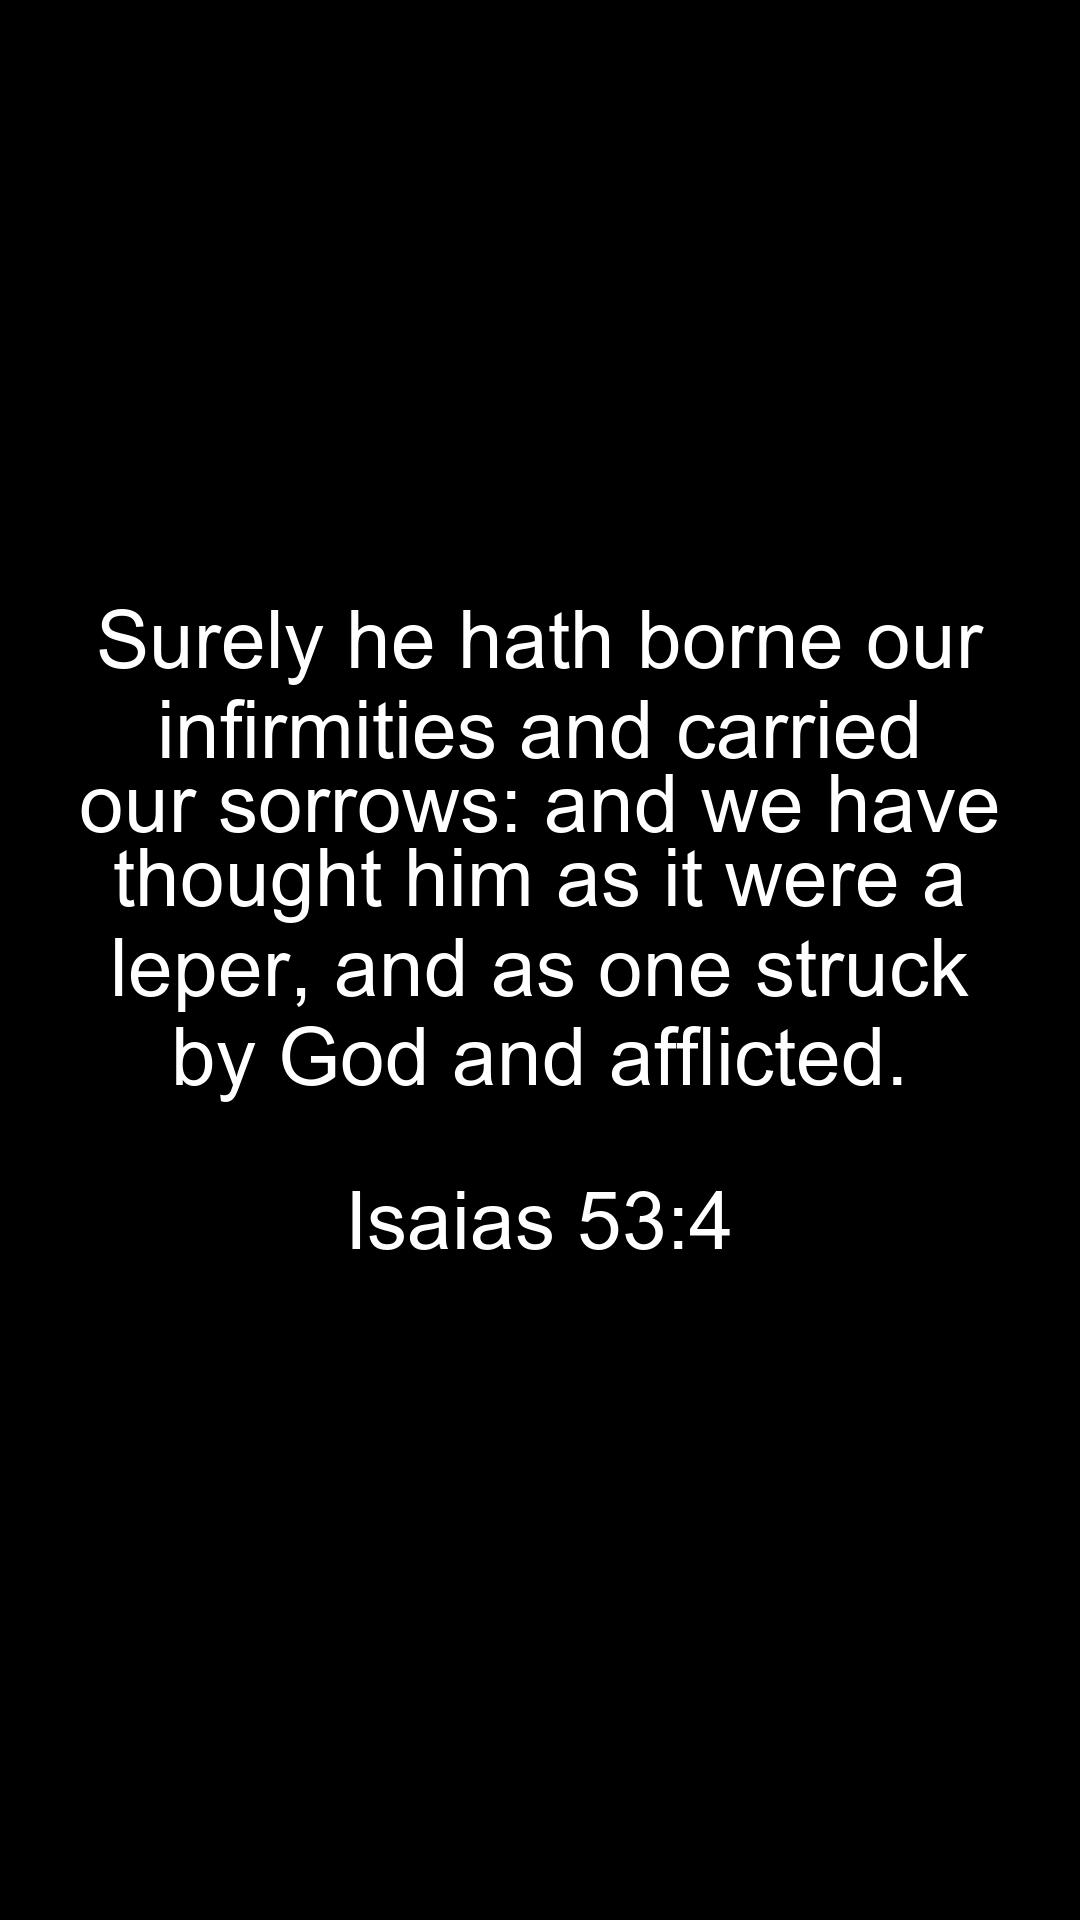 Surely he hath borne our
infirmities and carried
our sorrows: and we have
thought him as it were a
leper, and as one struck
by God and afflicted.
Isaias 53:4